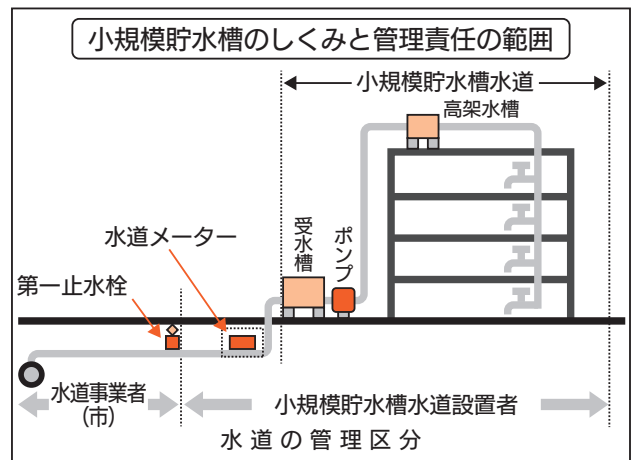 小規模貯水槽のしくみと管理責任の範囲
小規模貯水槽水道
高架水槽
受水槽
ポンプ
水道メーター
第一止水栓
水道事業者
(市)
小規模貯水槽水道設置者
水道の管理区分